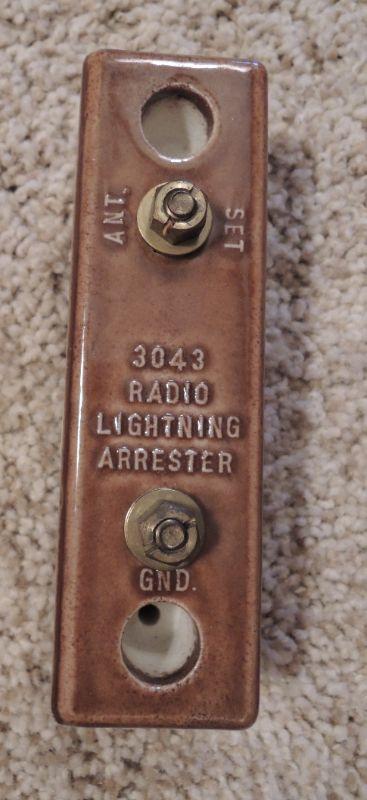 ANT.
SET
3043
RADIO
LIGHTNING
ARRESTER
GND.